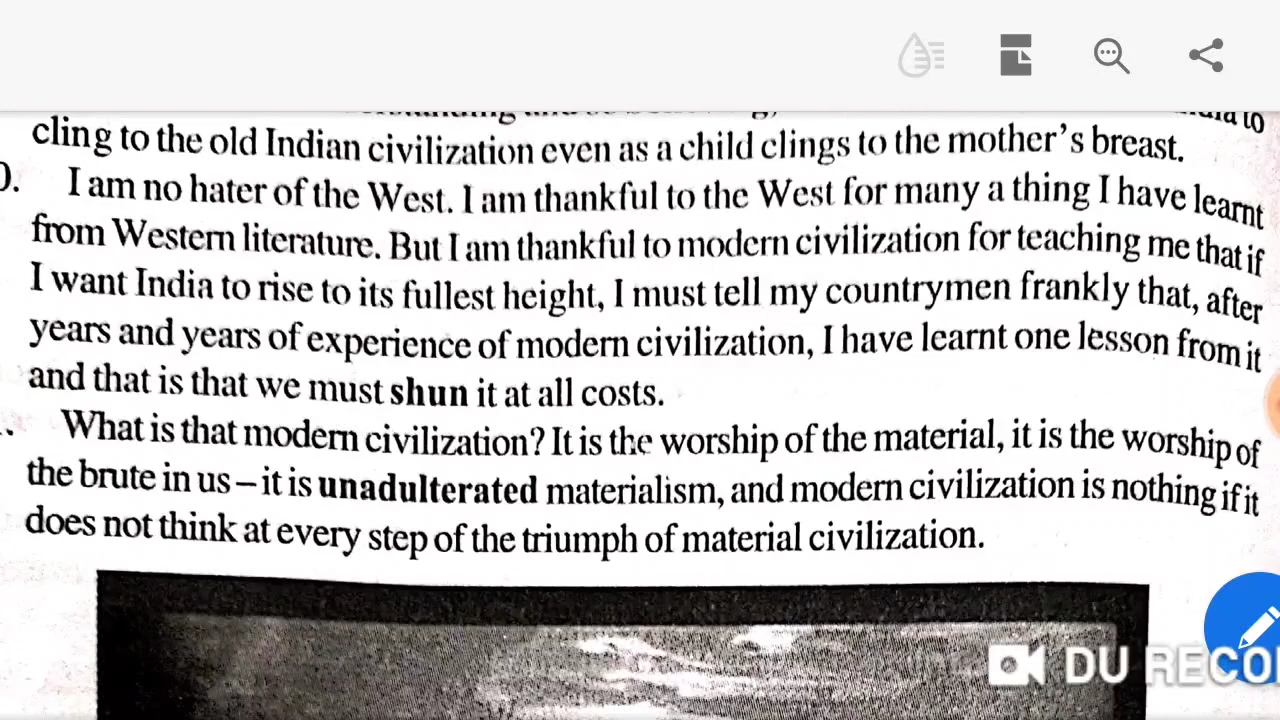 cling to the old Indian civilization even as a child clings to the mother's breast.
I am no hater of the West. I am thankful to the West for many a thing I have learnt
from Western literature. But I am thankful to modern civilization for teaching me that if
I want India to rise to its fullest height, I must tell my countrymen frankly that, after
years and years of experience of modern civilization, I have learnt one lesson from it
and that is that we must shun it at all costs.
What is that modern civilization? It is the worship of the material, it is the worship of
the brute in us – it is unadulterated materialism, and modern civilization is nothing if it
does not think at every step of the triumph of material civilization.
DU RECO